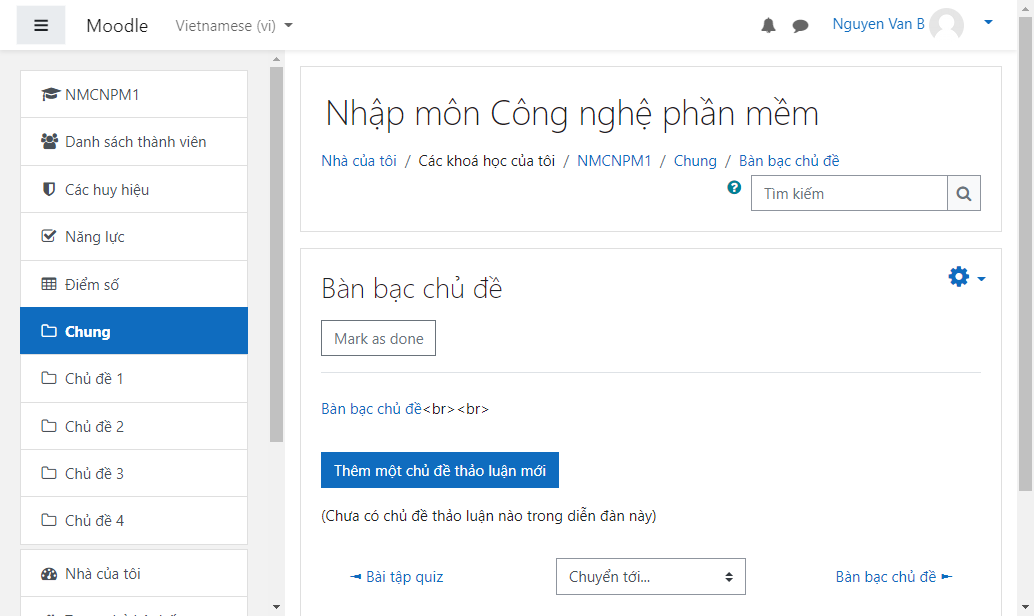 Moodle Vietnamese (vi) Nguyen Van B
NMCNPM1
Danh sách thành viên
Các huy hiệu
Năng lực
Điểm số
Chung
Chủ đề 1
Chủ đề 2
Chủ đề 3
Chủ đề 4
Nhà của tôi
Nhập môn Công nghệ phần mềm
Nhà của tôi / Các khoá học của tôi / NMCNPM1 / Chung / Bàn bạc chủ đề
Tìm kiếm
Bàn bạc chủ đề
Mark as done
Bàn bạc chủ đề<br><br>
Thêm một chủ đề thảo luận mới
(Chưa có chủ đề thảo luận nào trong diễn đàn này)
◄ Bài tập quiz Chuyển tới... Bàn bạc chủ đề ►